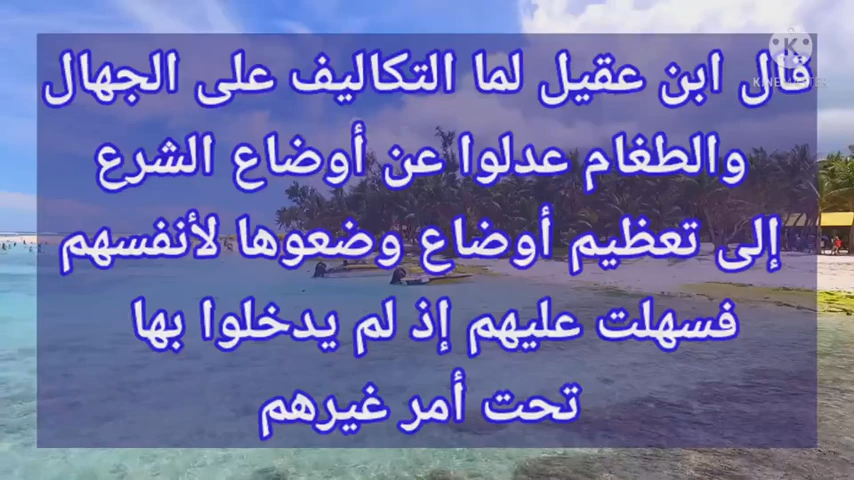 قال ابن عقيل لما التكاليف على الجهال
والطغام عدلوا عن أوضاع الشرع
إلى تعظيم أوضاع وضعوها لأنفسهم
فسهلت عليهم إذ لم يدخلوا بها
تحت أمر غيرهم